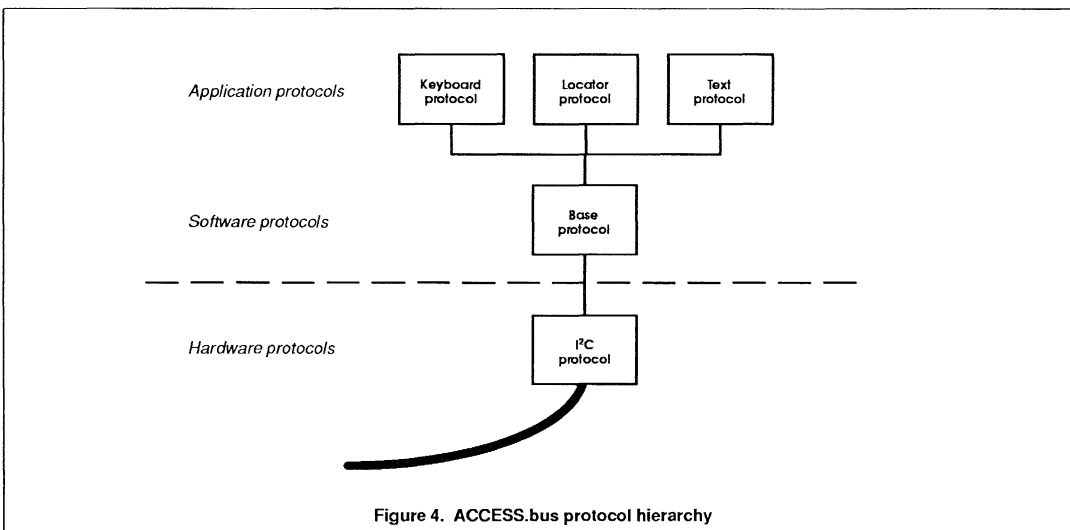 Application protocols
Keyboard
protocol
Locator
protocol
Text
protocol
Software protocols
Base
protocol
Hardware protocols
I²C
protocol
Figure 4. ACCESS.bus protocol hierarchy